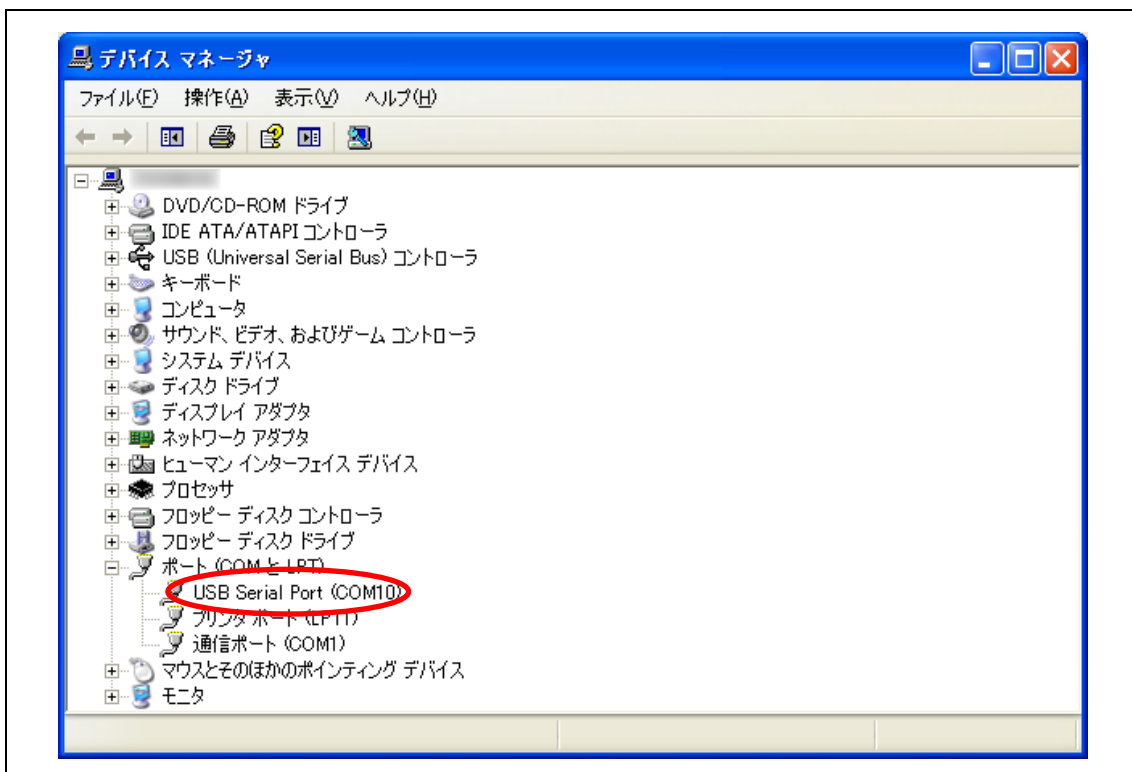 デバイス マネージャ
ファイル(F) 操作(A) 表示(V) ヘルプ(H)
DVD/CD-ROM ドライブ
IDE ATA/ATAPI コントローラ
USB (Universal Serial Bus) コントローラ
キーボード
コンピュータ
サウンド、ビデオ、およびゲーム コントローラ
システム デバイス
ディスク ドライブ
ディスプレイ アダプタ
ネットワーク アダプタ
ヒューマン インターフェイス デバイス
プロセッサ
フロッピー ディスク コントローラ
フロッピー ディスク ドライブ
ポート (COM と LPT)
USB Serial Port (COM10)
プリンタ ポート (LPT1)
通信ポート (COM1)
マウスとそのほかのポインティング デバイス
モニタ